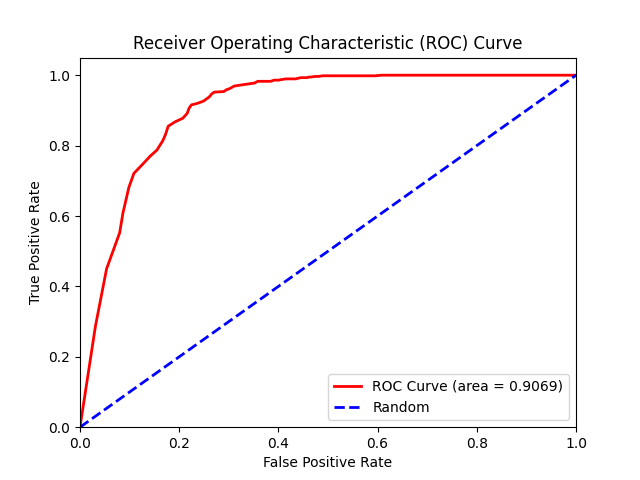 Receiver Operating Characteristic (ROC) Curve
True Positive Rate
1.0
0.8
0.6
0.4
0.2
0.0
ROC Curve (area = 0.9069)
Random
0.0 0.2 0.4 0.6 0.8 1.0
False Positive Rate